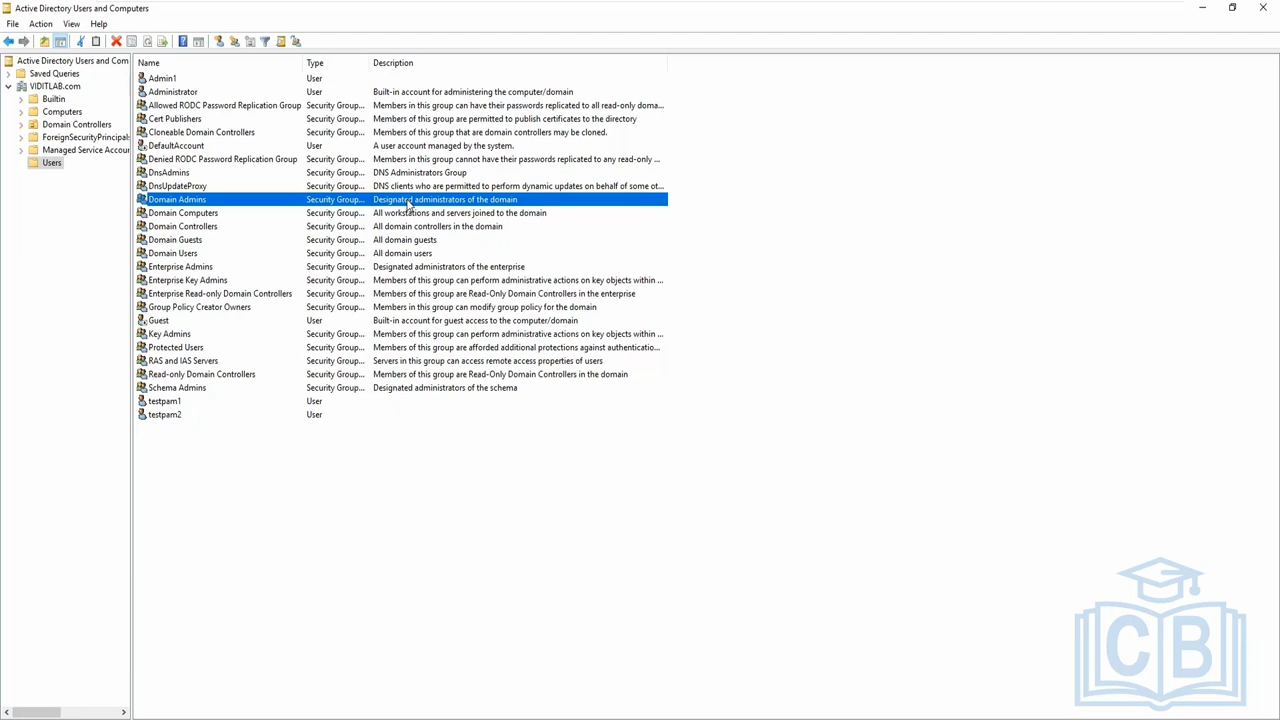 Active Directory Users and Computers
File Action View Help
Active Directory Users and Com
Saved Queries
VIDITLAB.com
Builtin
Computers
Domain Controllers
ForeignSecurityPrincipals
Managed Service Accou
Users
Name Type Description
Admin1 User
Administrator User Built-in account for administering the computer/domain
Allowed RODC Password Replication Group Security Group... Members in this group can have their passwords replicated to all read-only doma...
Cert Publishers Security Group... Members of this group are permitted to publish certificates to the directory
Cloneable Domain Controllers Security Group... Members of this group that are domain controllers may be cloned.
DefaultAccount User A user account managed by the system.
Denied RODC Password Replication Group Security Group... Members in this group cannot have their passwords replicated to any read-only ...
DnsAdmins Security Group... DNS Administrators Group
DnsUpdateProxy Security Group... DNS clients who are permitted to perform dynamic updates on behalf of some ot...
Domain Admins Security Group... Designated administrators of the domain
Domain Computers Security Group... All workstations and servers joined to the domain
Domain Controllers Security Group... All domain controllers in the domain
Domain Guests Security Group... All domain guests
Domain Users Security Group... All domain users
Enterprise Admins Security Group... Designated administrators of the enterprise
Enterprise Key Admins Security Group... Members of this group can perform administrative actions on key objects within ...
Enterprise Read-only Domain Controllers Security Group... Members of this group are Read-Only Domain Controllers in the enterprise
Group Policy Creator Owners Security Group... Members in this group can modify group policy for the domain
Guest User Built-in account for guest access to the computer/domain
Key Admins Security Group... Members of this group can perform administrative actions on key objects within ...
Protected Users Security Group... Members of this group are afforded additional protections against authenticatio...
RAS and IAS Servers Security Group... Servers in this group can access remote access properties of users
Read-only Domain Controllers Security Group... Members of this group are Read-Only Domain Controllers in the domain
Schema Admins Security Group... Designated administrators of the schema
testpam1 User
testpam2 User
CB